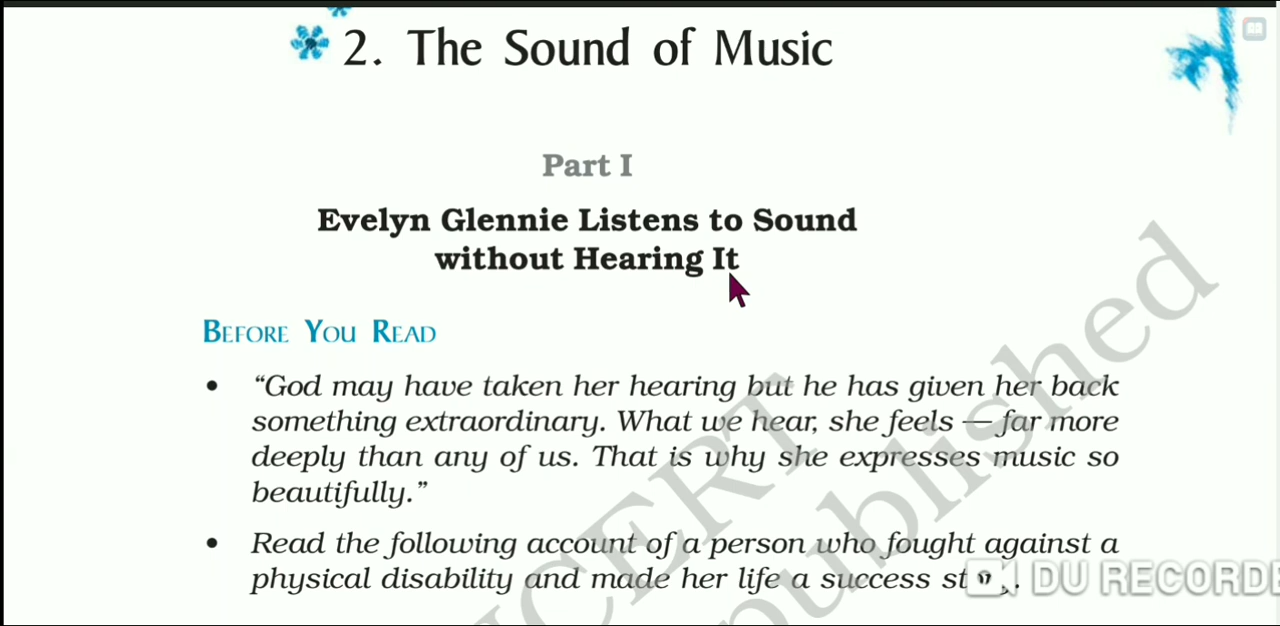 2. The Sound of Music
Part I
Evelyn Glennie Listens to Sound
without Hearing It
BEFORE YOU READ
• “God may have taken her hearing but he has given her back
something extraordinary. What we hear, she feels — far more
deeply than any of us. That is why she expresses music so
beautifully.”
• Read the following account of a person who fought against a
physical disability and made her life a success
NCERT
published
DU RECORDE